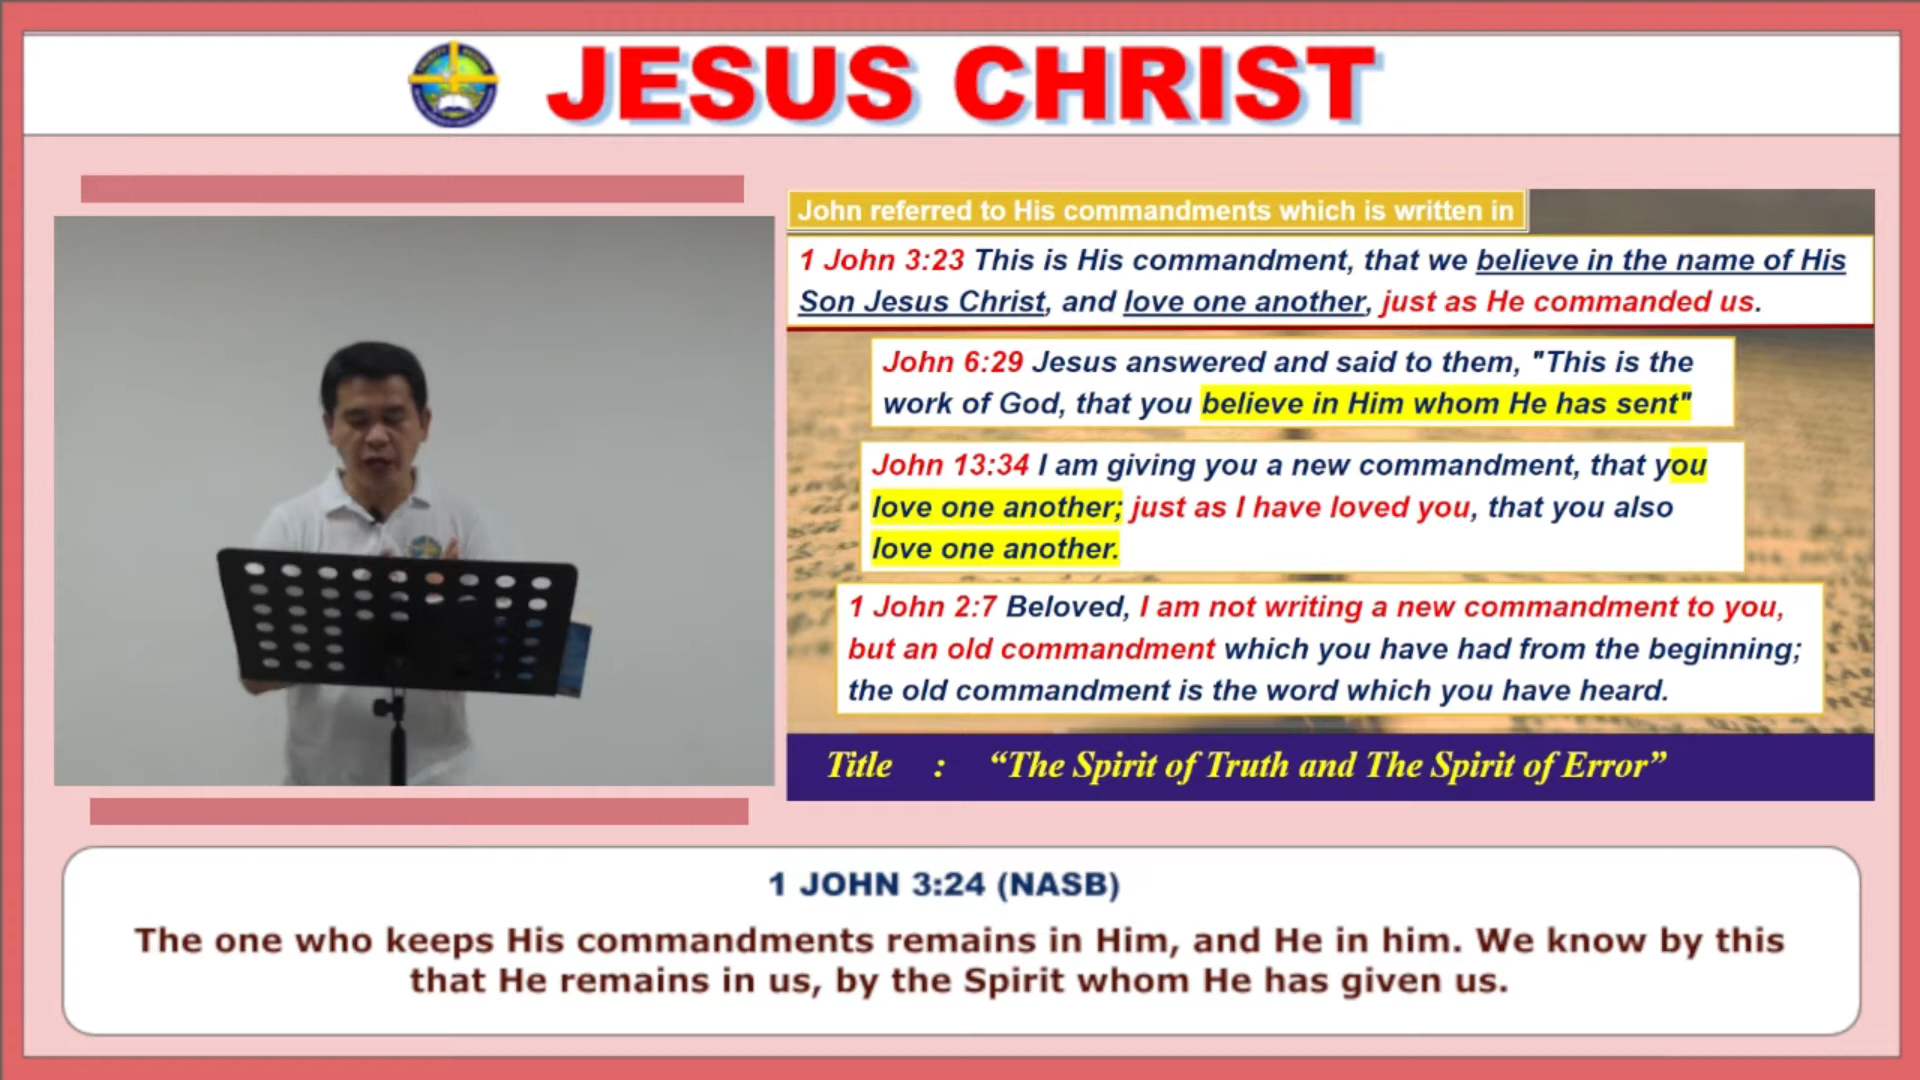 JESUS CHRIST
John referred to His commandments which is written in
1 John 3:23 This is His commandment, that we believe in the name of His
Son Jesus Christ, and love one another, just as He commanded us.
John 6:29 Jesus answered and said to them, "This is the
work of God, that you believe in Him whom He has sent"
John 13:34 I am giving you a new commandment, that you
love one another; just as I have loved you, that you also
love one another.
1 John 2:7 Beloved, I am not writing a new commandment to you,
but an old commandment which you have had from the beginning;
the old commandment is the word which you have heard.
Title : “The Spirit of Truth and The Spirit of Error”
1 JOHN 3:24 (NASB)
The one who keeps His commandments remains in Him, and He in him. We know by this
that He remains in us, by the Spirit whom He has given us.